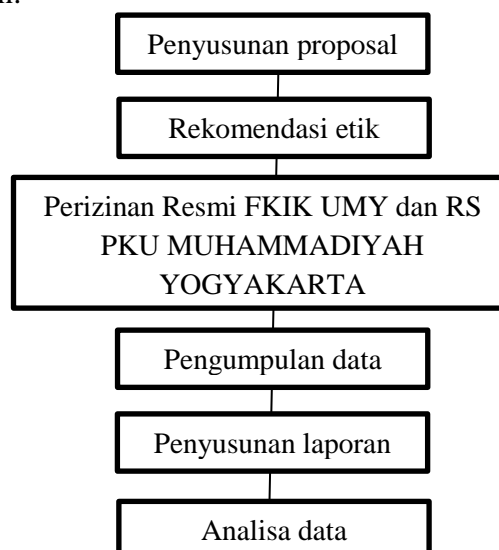 Penyusunan proposal
Rekomendasi etik
Perizinan Resmi FKIK UMY dan RS
PKU MUHAMMADIYAH
YOGYAKARTA
Pengumpulan data
Penyusunan laporan
Analisa data